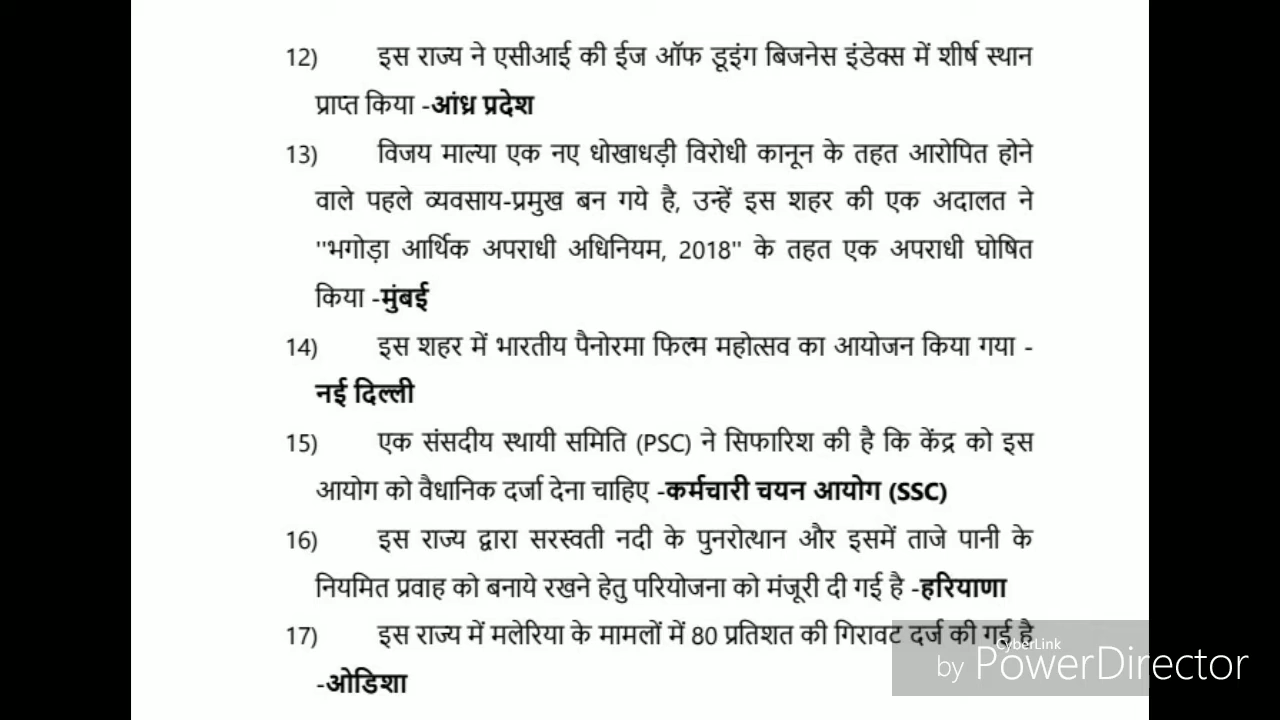 12) इस राज्य ने एसीआई की ईज ऑफ डूइंग बिजनेस इंडेक्स में शीर्ष स्थान
प्राप्त किया -आंध्र प्रदेश
13) विजय माल्या एक नए धोखाधड़ी विरोधी कानून के तहत आरोपित होने
वाले पहले व्यवसाय-प्रमुख बन गये है, उन्हें इस शहर की एक अदालत ने
''भगोड़ा आर्थिक अपराधी अधिनियम, 2018'' के तहत एक अपराधी घोषित
किया -मुंबई
14) इस शहर में भारतीय पैनोरमा फिल्म महोत्सव का आयोजन किया गया -
नई दिल्ली
15) एक संसदीय स्थायी समिति (PSC) ने सिफारिश की है कि केंद्र को इस
आयोग को वैधानिक दर्जा देना चाहिए -कर्मचारी चयन आयोग (SSC)
16) इस राज्य द्वारा सरस्वती नदी के पुनरोत्थान और इसमें ताजे पानी के
नियमित प्रवाह को बनाये रखने हेतु परियोजना को मंजूरी दी गई है -हरियाणा
17) इस राज्य में मलेरिया के मामलों में 80 प्रतिशत की गिरावट दर्ज की गई है
-ओडिशा
CyberLink
by PowerDirector